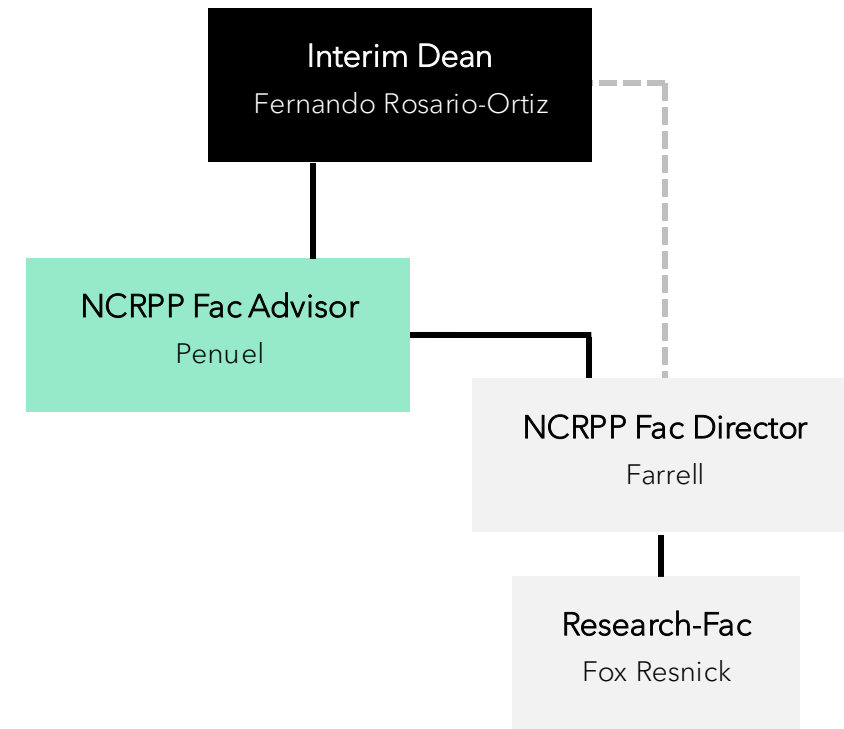 Interim Dean
Fernando Rosario-Ortiz
NCRPP Fac Advisor
Penuel
NCRPP Fac Director
Farrell
Research-Fac
Fox Resnick